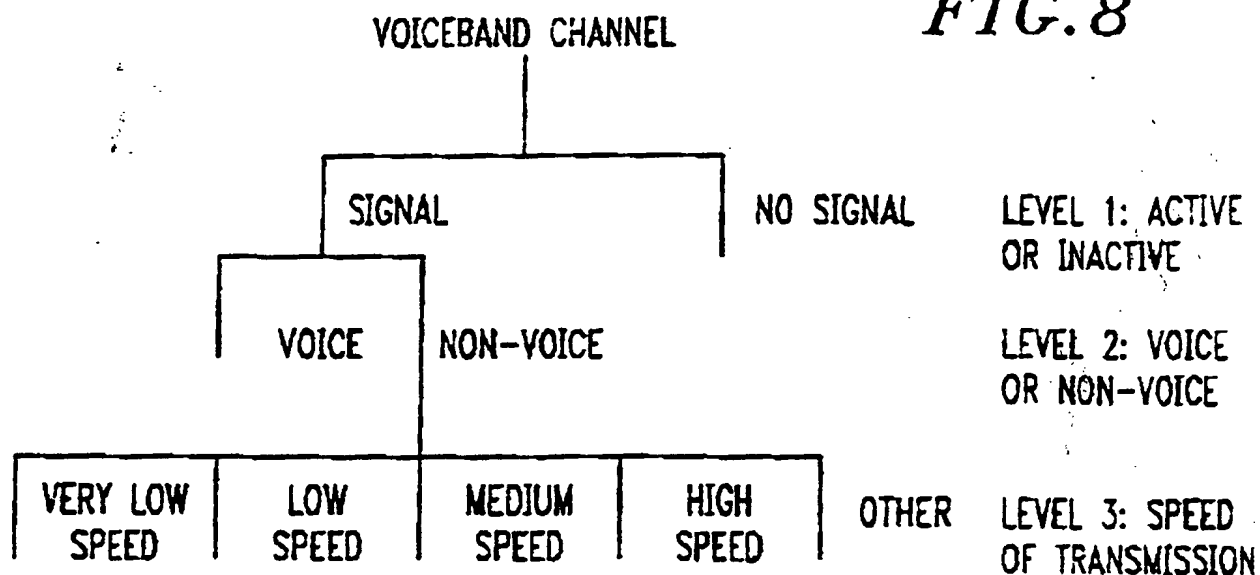 FIG. 8
VOICEBAND CHANNEL
SIGNAL
NO SIGNAL
LEVEL 1: ACTIVE
OR INACTIVE
VOICE
NON-VOICE
LEVEL 2: VOICE
OR NON-VOICE
VERY LOW
SPEED
LOW
SPEED
MEDIUM
SPEED
HIGH
SPEED
OTHER
LEVEL 3: SPEED
OF TRANSMISSION